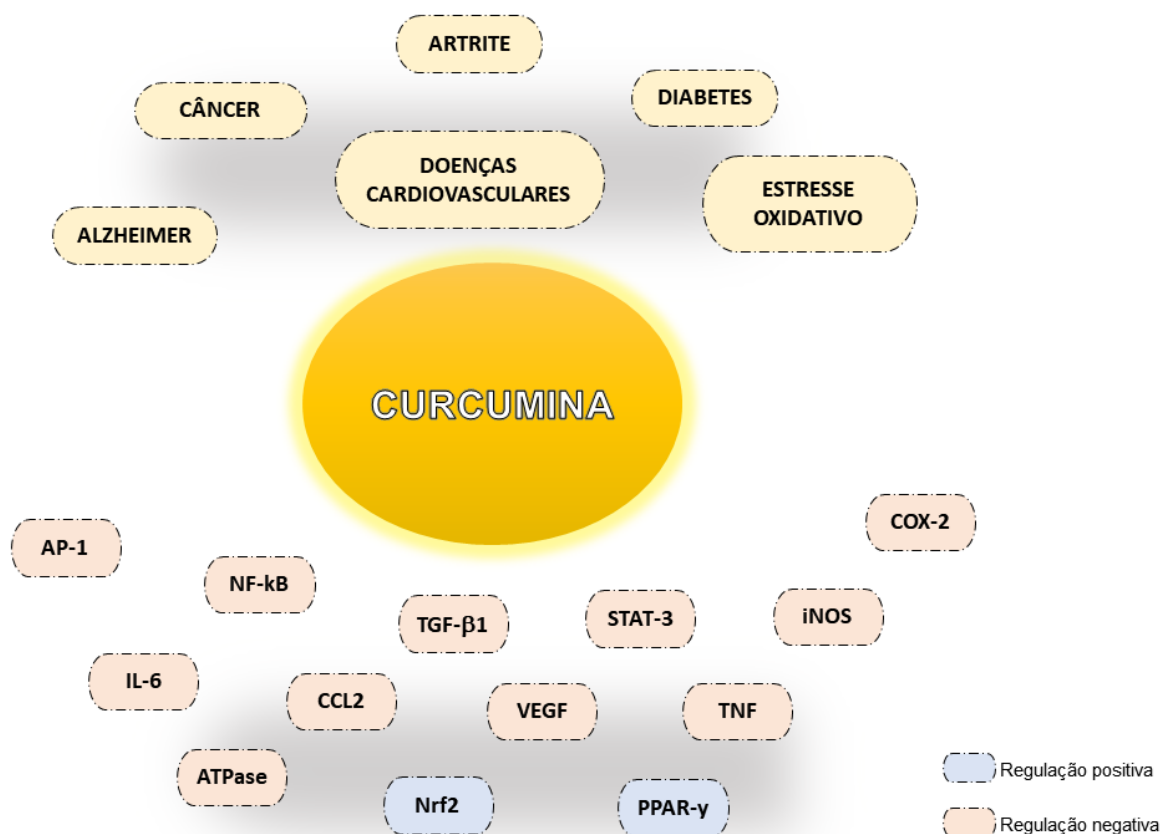 ARTRITE
CÂNCER
DIABETES
DOENÇAS
CARDIOVASCULARES
ESTRESSE
OXIDATIVO
ALZHEIMER
CURCUMINA
COX-2
AP-1
NF-kB
TGF-β1
STAT-3
iNOS
IL-6
CCL2
VEGF
TNF
ATPase
Nrf2
PPAR-y
Regulação positiva
Regulação negativa